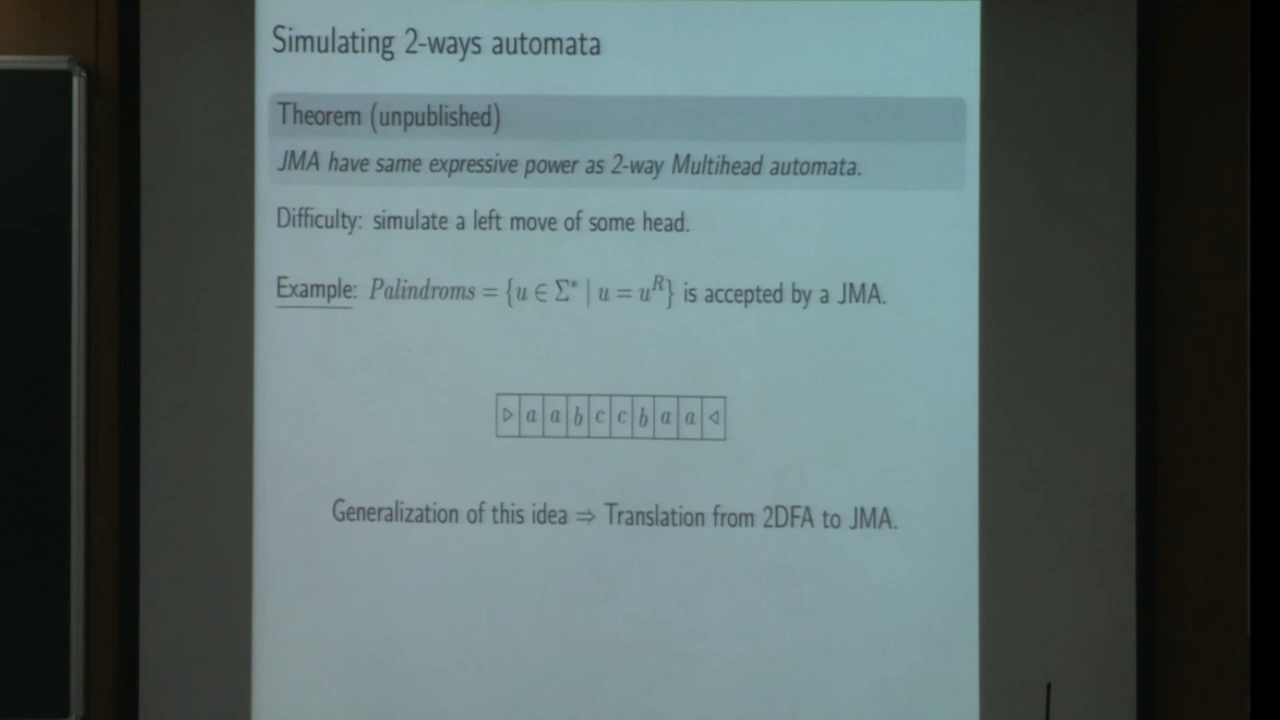 Simulating 2-ways automata
Theorem (unpublished)
JMA have same expressive power as 2-way Multihead automata.
Difficulty: simulate a left move of some head.
Example: Palindroms = {u ∈ Σ* | u = u^R} is accepted by a JMA.
▷ a a b c c b a a ◁
Generalization of this idea ⇒ Translation from 2DFA to JMA.